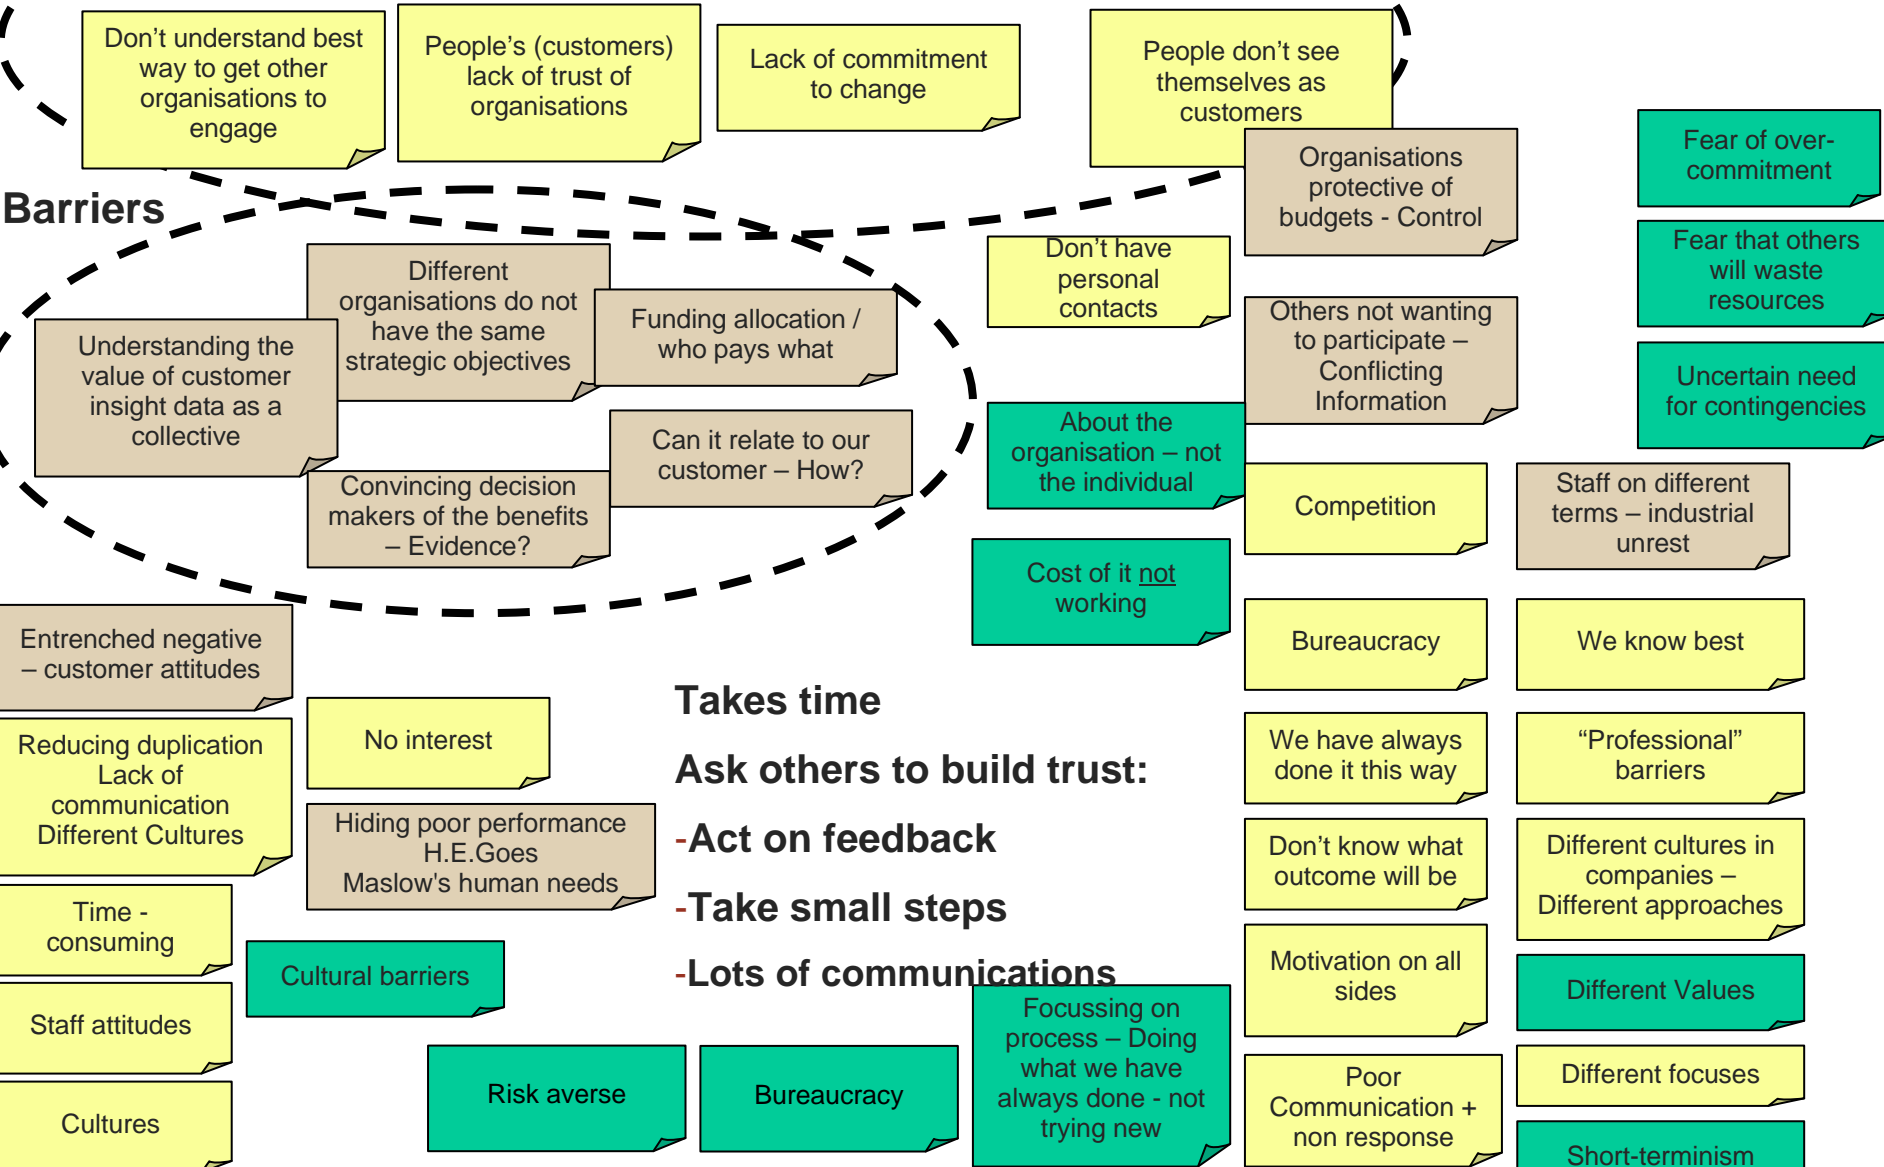 Don't understand best
way to get other
organisations to
engage
People's (customers)
lack of trust of
organisations
Lack of commitment
to change
People don't see
themselves as
customers
Organisations
protective of
budgets - Control
Fear of over-
commitment
Barriers
Different
organisations do not
have the same
strategic objectives
Funding allocation /
who pays what
Understanding the
value of customer
insight data as a
collective
Can it relate to our
customer – How?
Convincing decision
makers of the benefits
– Evidence?
Don't have
personal
contacts
Others not wanting
to participate –
Conflicting
Information
Fear that others
will waste
resources
Uncertain need
for contingencies
About the
organisation – not
the individual
Competition
Staff on different
terms – industrial
unrest
Cost of it not
working
Bureaucracy
We know best
Entrenched negative
– customer attitudes
Reducing duplication
Lack of
communication
Different Cultures
No interest
Hiding poor performance
H.E.Goes
Maslow's human needs
Time -
consuming
Cultural barriers
Staff attitudes
Cultures
Takes time
Ask others to build trust:
-Act on feedback
-Take small steps
-Lots of communications
We have always
done it this way
"Professional"
barriers
Don't know what
outcome will be
Different cultures in
companies –
Different approaches
Motivation on all
sides
Different Values
Risk averse
Bureaucracy
Focussing on
process – Doing
what we have
always done - not
trying new
Poor
Communication +
non response
Different focuses
Short-terminism